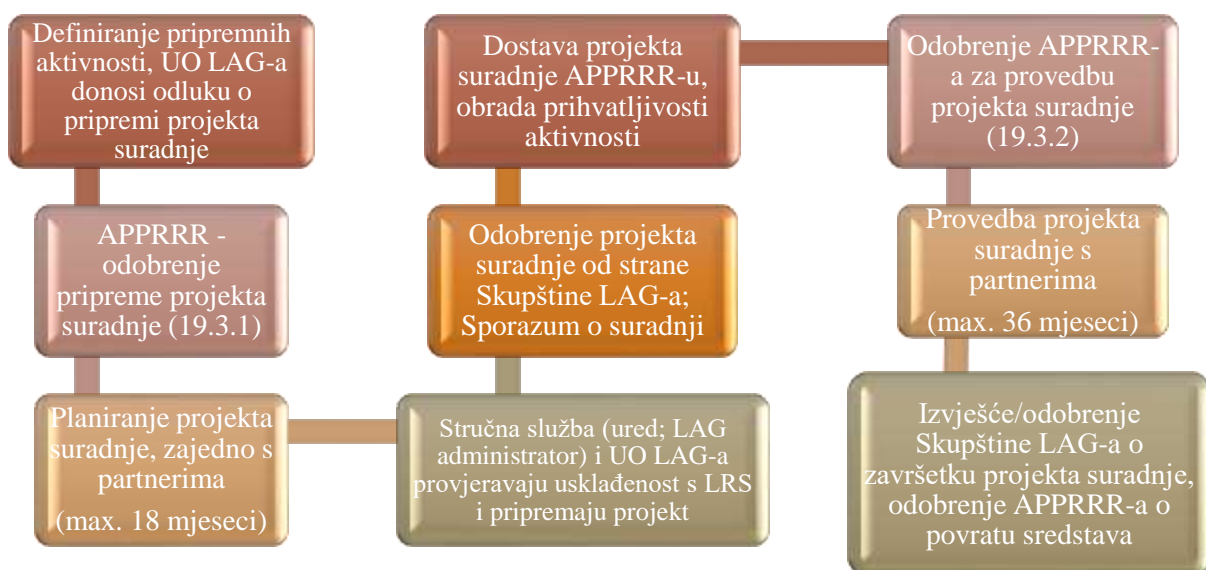 Definiranje pripremnih
aktivnosti, UO LAG-a
donosi odluku o
pripremi projekta
suradnje
APPRRR -
odobrenje
pripreme projekta
suradnje (19.3.1)
Planiranje projekta
suradnje, zajedno s
partnerima
(max. 18 mjeseci)
Stručna služba (ured; LAG
administrator) i UO LAG-a
provjeravaju usklađenost s LRS
i pripremaju projekt
Odobrenje projekta
suradnje od strane
Skupštine LAG-a;
Sporazum o suradnji
Dostava projekta
suradnje APPRRR-u,
obrada prihvatljivosti
aktivnosti
Odobrenje APPRRR-
a za provedbu
projekta suradnje
(19.3.2)
Provedba projekta
suradnje s
partnerima
(max. 36 mjeseci)
Izvješće/odobrenje
Skupštine LAG-a o
završetku projekta suradnje,
odobrenje APPRRR-a o
povratu sredstava